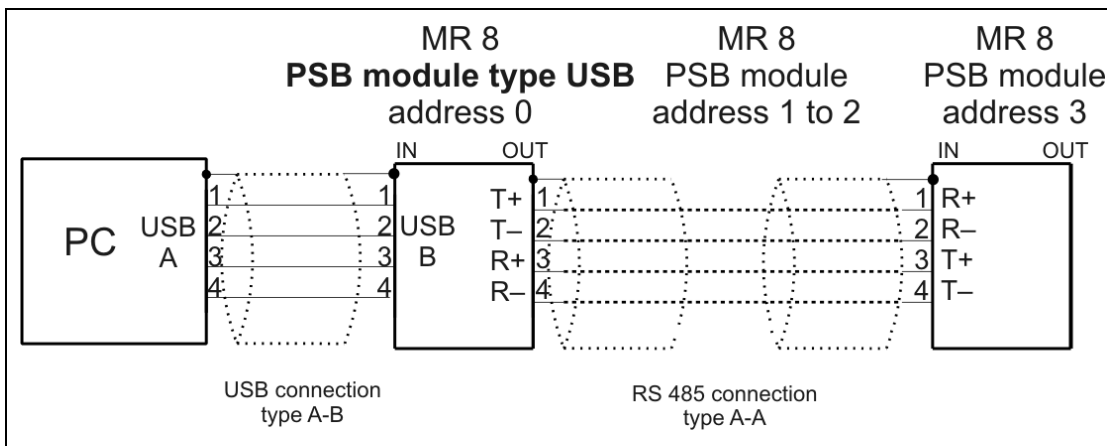 MR 8
PSB module type USB
address 0
MR 8
PSB module
address 1 to 2
MR 8
PSB module
address 3
IN
OUT
IN
OUT
PC
USB
A
1
2
3
4
1
2
3
4
USB
B
T+
T–
R+
R–
1
2
3
4
1
2
3
4
R+
R–
T+
T–
USB connection
type A-B
RS 485 connection
type A-A